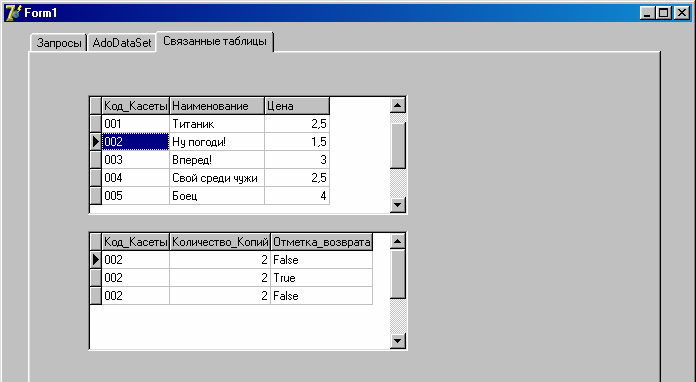 Form1
Запросы AdoDataSet Связанные таблицы
Код_Касеты Наименование Цена
001 Титаник 2,5
002 Ну погоди! 1,5
003 Вперед! 3
004 Свой среди чужи 2,5
005 Боец 4
Код_Касеты Количество_Копий Отметка_возврата
002 2 False
002 2 True
002 2 False